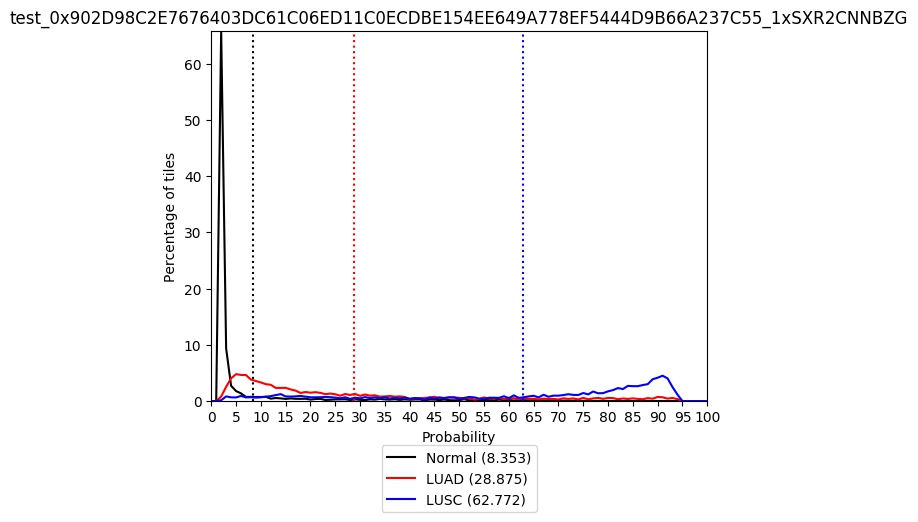 test_0x902D98C2E7676403DC61C06ED11C0ECDBE154EE649A778EF5444D9B66A237C55_1xSXR2CNNBZG
60
50
40
30
20
10
0
Percentage of tiles
0 5 10 15 20 25 30 35 40 45 50 55 60 65 70 75 80 85 90 95 100
Probability
Normal (8.353)
LUAD (28.875)
LUSC (62.772)